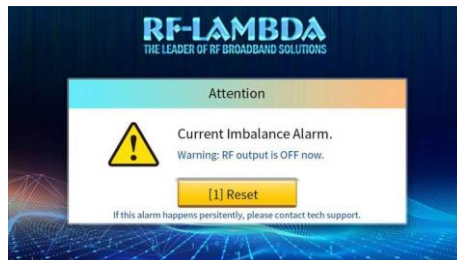 RF-LAMBDA
THE LEADER OF RF BROADBAND SOLUTIONS
Attention
Current Imbalance Alarm.
Warning: RF output is OFF now.
[1] Reset
If this alarm happens persitently, please contact tech support.